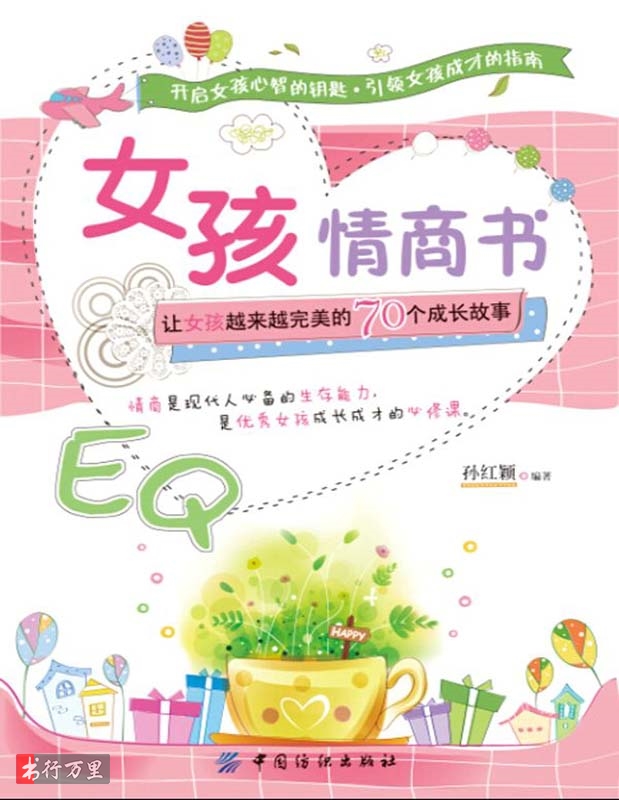 开启女孩心智的钥匙·引领女孩成才的指南
女孩 情商书
让女孩越来越完美的70个成长故事
情商是现代人必备的生存能力,
是优秀女孩成长成才的必修课。
EQ
孙红颖 编著
HAPPY
中国纺织出版社
书行万里